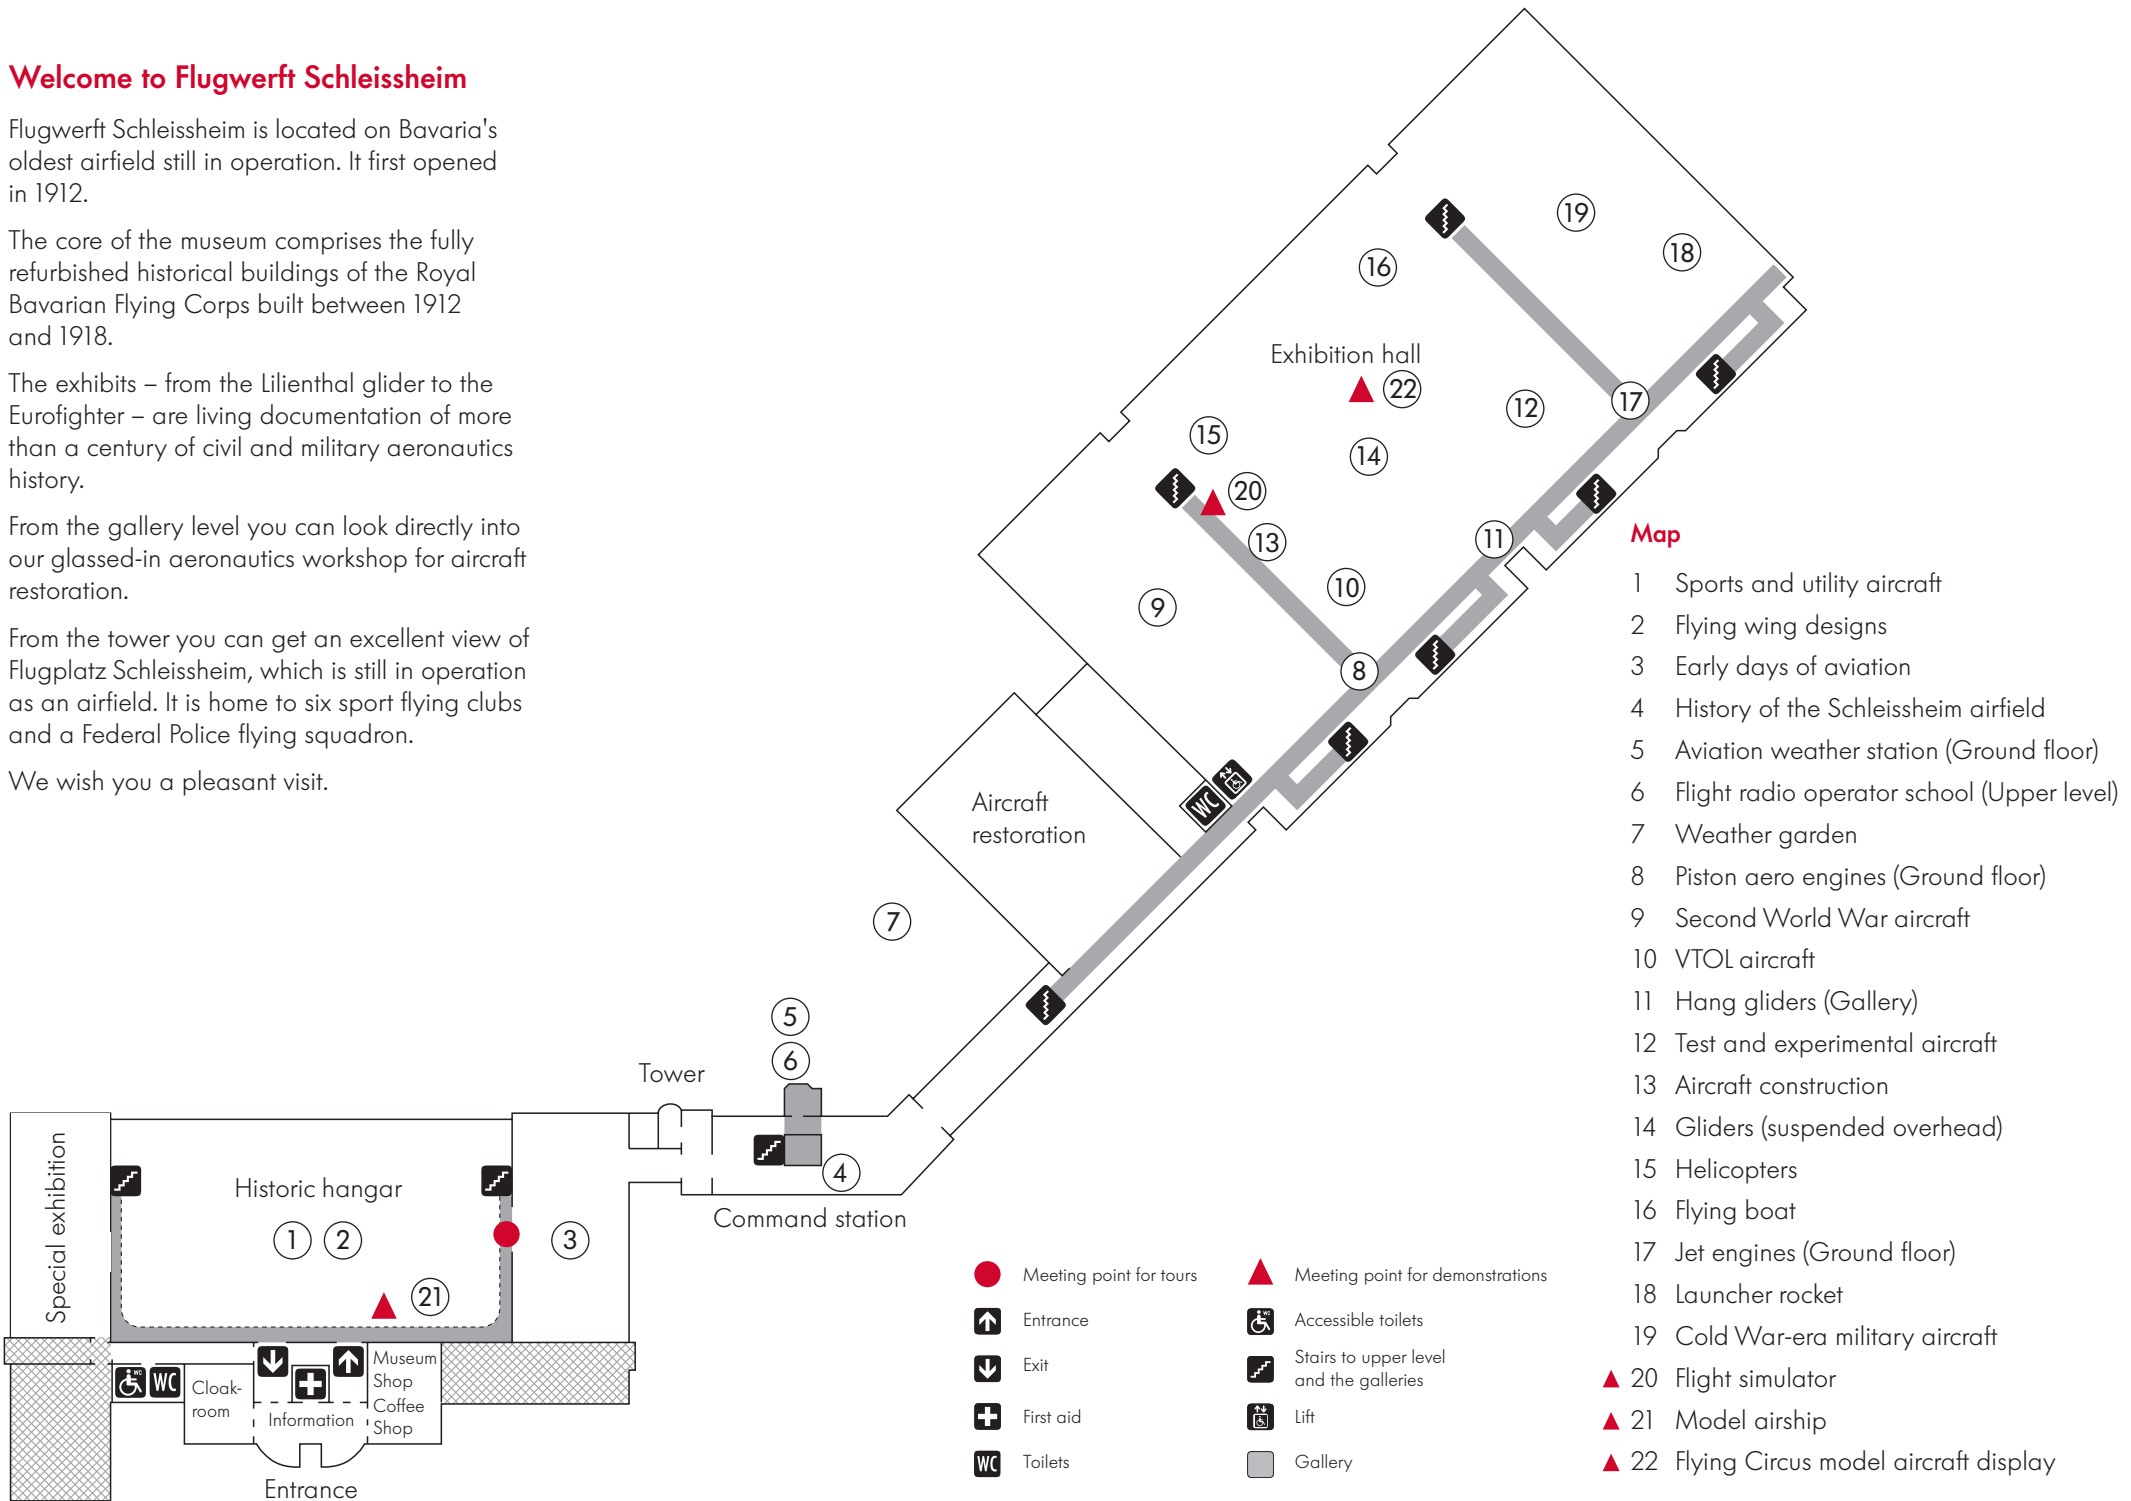 Welcome to Flugwerft Schleissheim
Flugwerft Schleissheim is located on Bavaria's
oldest airfield still in operation. It first opened
in 1912.
The core of the museum comprises the fully
refurbished historical buildings of the Royal
Bavarian Flying Corps built between 1912
and 1918.
The exhibits – from the Lilienthal glider to the
Eurofighter – are living documentation of more
than a century of civil and military aeronautics
history.
From the gallery level you can look directly into
our glassed-in aeronautics workshop for aircraft
restoration.
From the tower you can get an excellent view of
Flugplatz Schleissheim, which is still in operation
as an airfield. It is home to six sport flying clubs
and a Federal Police flying squadron.
We wish you a pleasant visit.
19
18
16
Exhibition hall
22
17
12
15
14
20
13
11
10
9
8
WC
Aircraft
restoration
7
5
6
Tower
4
Command station
Special exhibition
Historic hangar
1
2
3
21
WC
WC
Cloak-
room
Information
Museum
Shop
Coffee
Shop
Entrance
Meeting point for tours
Entrance
Exit
First aid
WC
Toilets
Meeting point for demonstrations
WC
Accessible toilets
Stairs to upper level
and the galleries
Lift
Gallery
Map
1 Sports and utility aircraft
2 Flying wing designs
3 Early days of aviation
4 History of the Schleissheim airfield
5 Aviation weather station (Ground floor)
6 Flight radio operator school (Upper level)
7 Weather garden
8 Piston aero engines (Ground floor)
9 Second World War aircraft
10 VTOL aircraft
11 Hang gliders (Gallery)
12 Test and experimental aircraft
13 Aircraft construction
14 Gliders (suspended overhead)
15 Helicopters
16 Flying boat
17 Jet engines (Ground floor)
18 Launcher rocket
19 Cold War-era military aircraft
20 Flight simulator
21 Model airship
22 Flying Circus model aircraft display